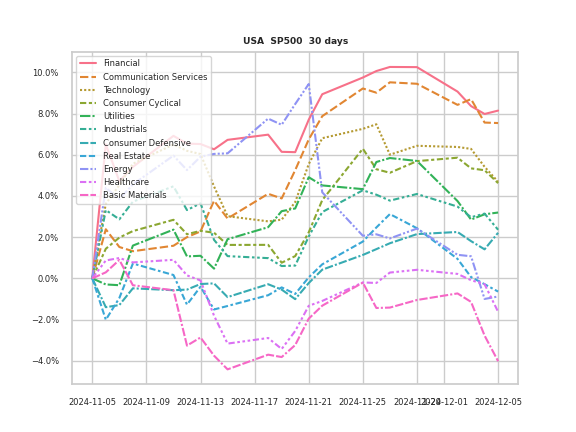 USA SP500 30 days
Financial
Communication Services
Technology
Consumer Cyclical
Utilities
Industrials
Consumer Defensive
Real Estate
Energy
Healthcare
Basic Materials
10.0%
8.0%
6.0%
4.0%
2.0%
0.0%
−2.0%
−4.0%
2024-11-05 2024-11-09 2024-11-13 2024-11-17 2024-11-21 2024-11-25 2024-11-29 2024-12-01 2024-12-05